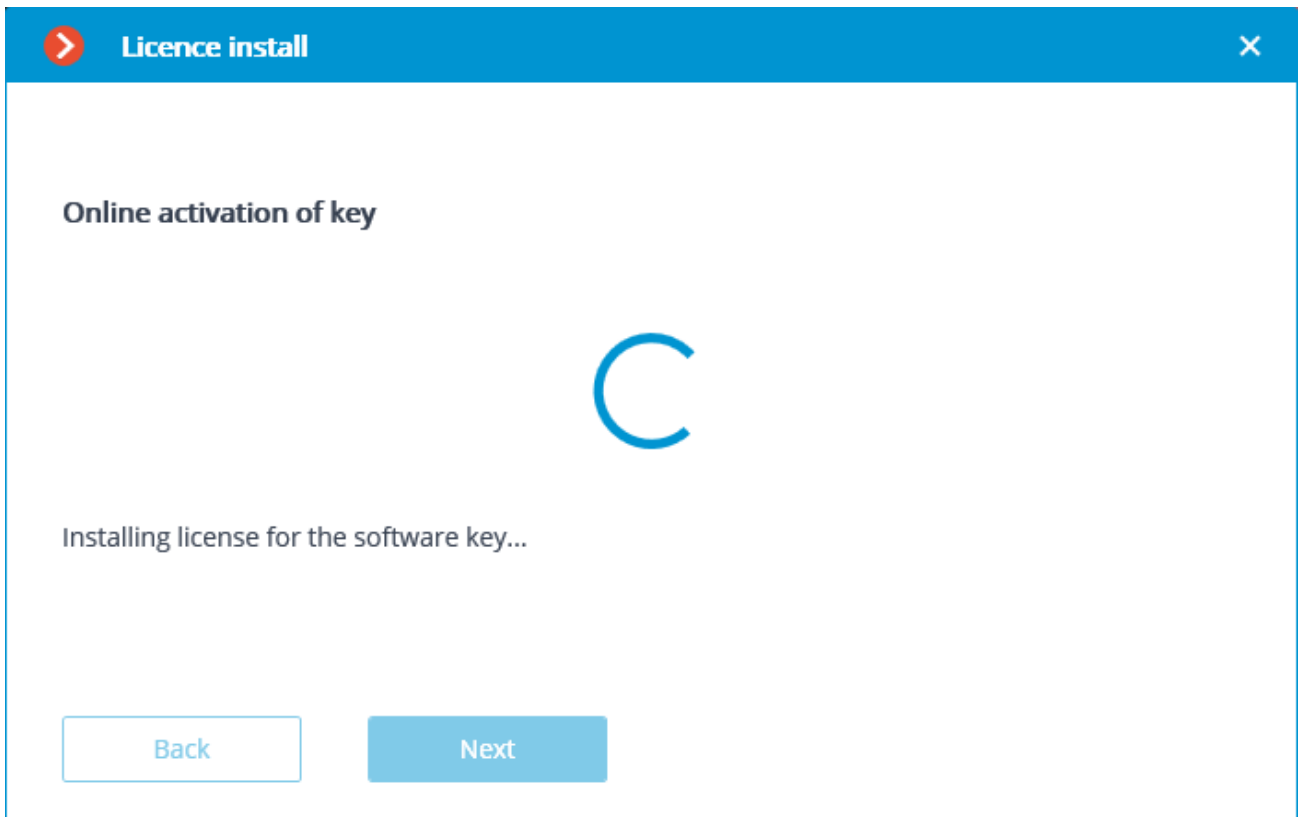 Licence install
Online activation of key
Installing license for the software key...
Back
Next